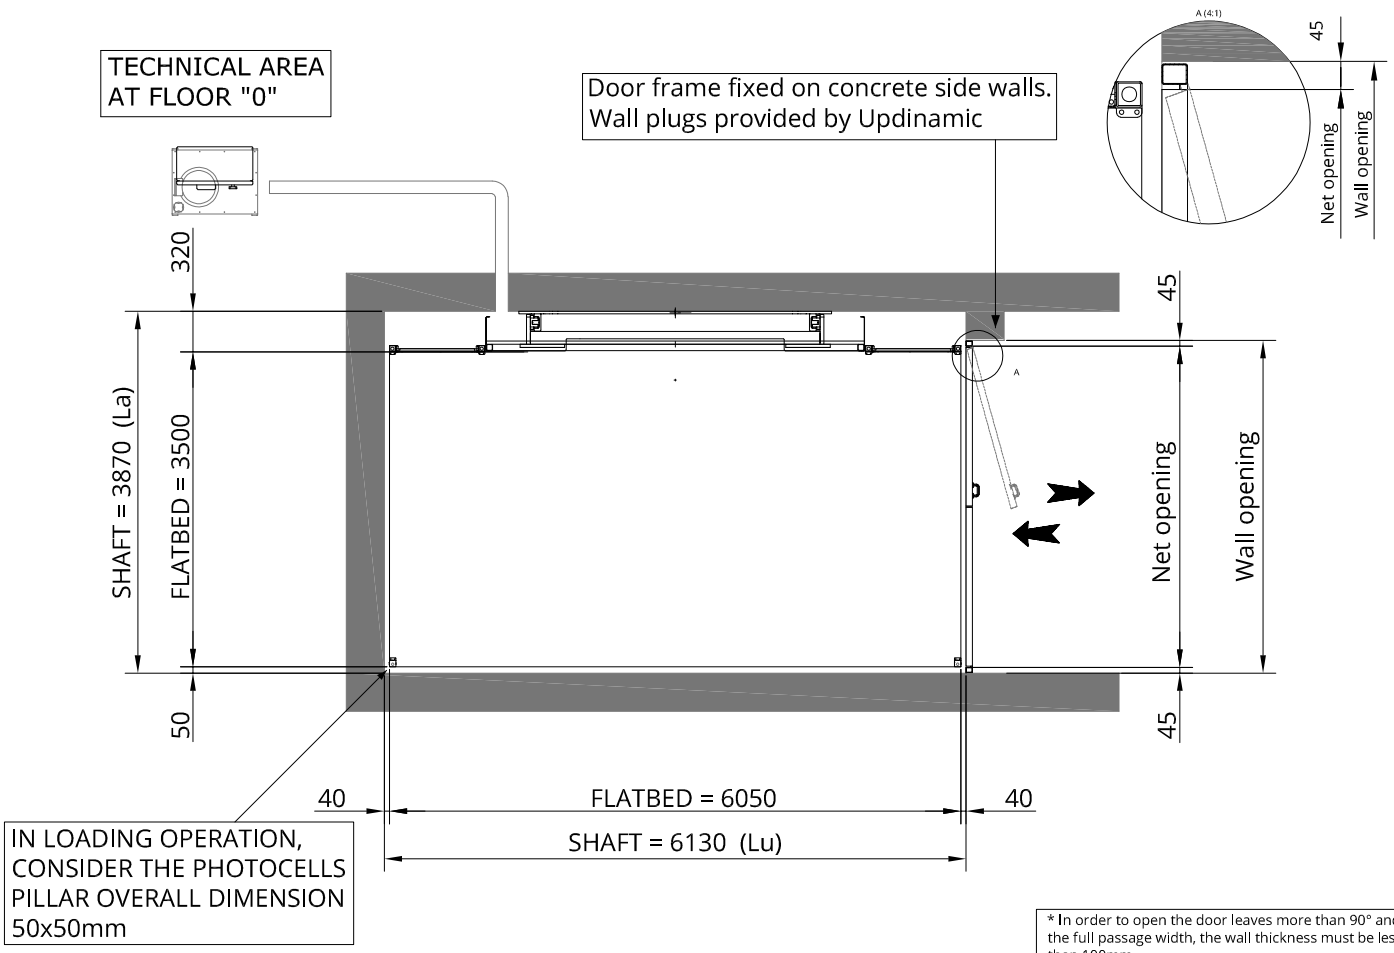 A (4:1)
45
Net opening
Wall opening
TECHNICAL AREA
AT FLOOR "0"
Door frame fixed on concrete side walls.
Wall plugs provided by Updinamic
320
45
SHAFT = 3870 (La)
FLATBED = 3500
A
Net opening
Wall opening
50
45
40
FLATBED = 6050
40
SHAFT = 6130 (Lu)
IN LOADING OPERATION,
CONSIDER THE PHOTOCELLS
PILLAR OVERALL DIMENSION
50x50mm
* In order to open the door leaves more than 90° and
the full passage width, the wall thickness must be les
than 100mm